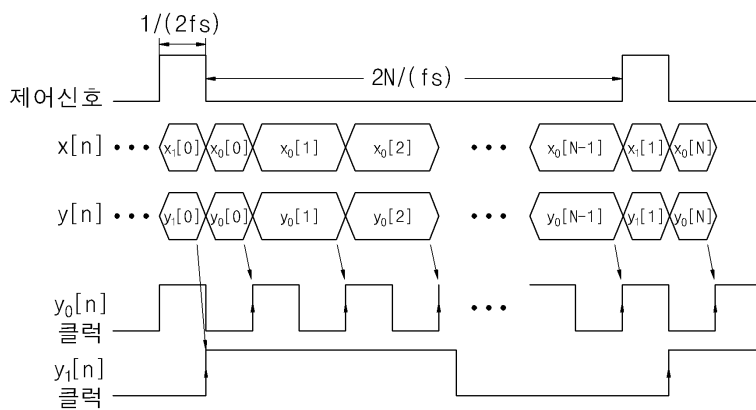 1/(2fs)
2N/(fs)
제어신호
x[n] ••• x₁[0] x₀[0] x₀[1] x₀[2] ••• x₀[N-1] x₁[1] x₀[N]
y[n] ••• y₁[0] y₀[0] y₀[1] y₀[2] ••• y₀[N-1] y₁[1] y₀[N]
y₀[n] •••
클럭
y₁[n]
클럭